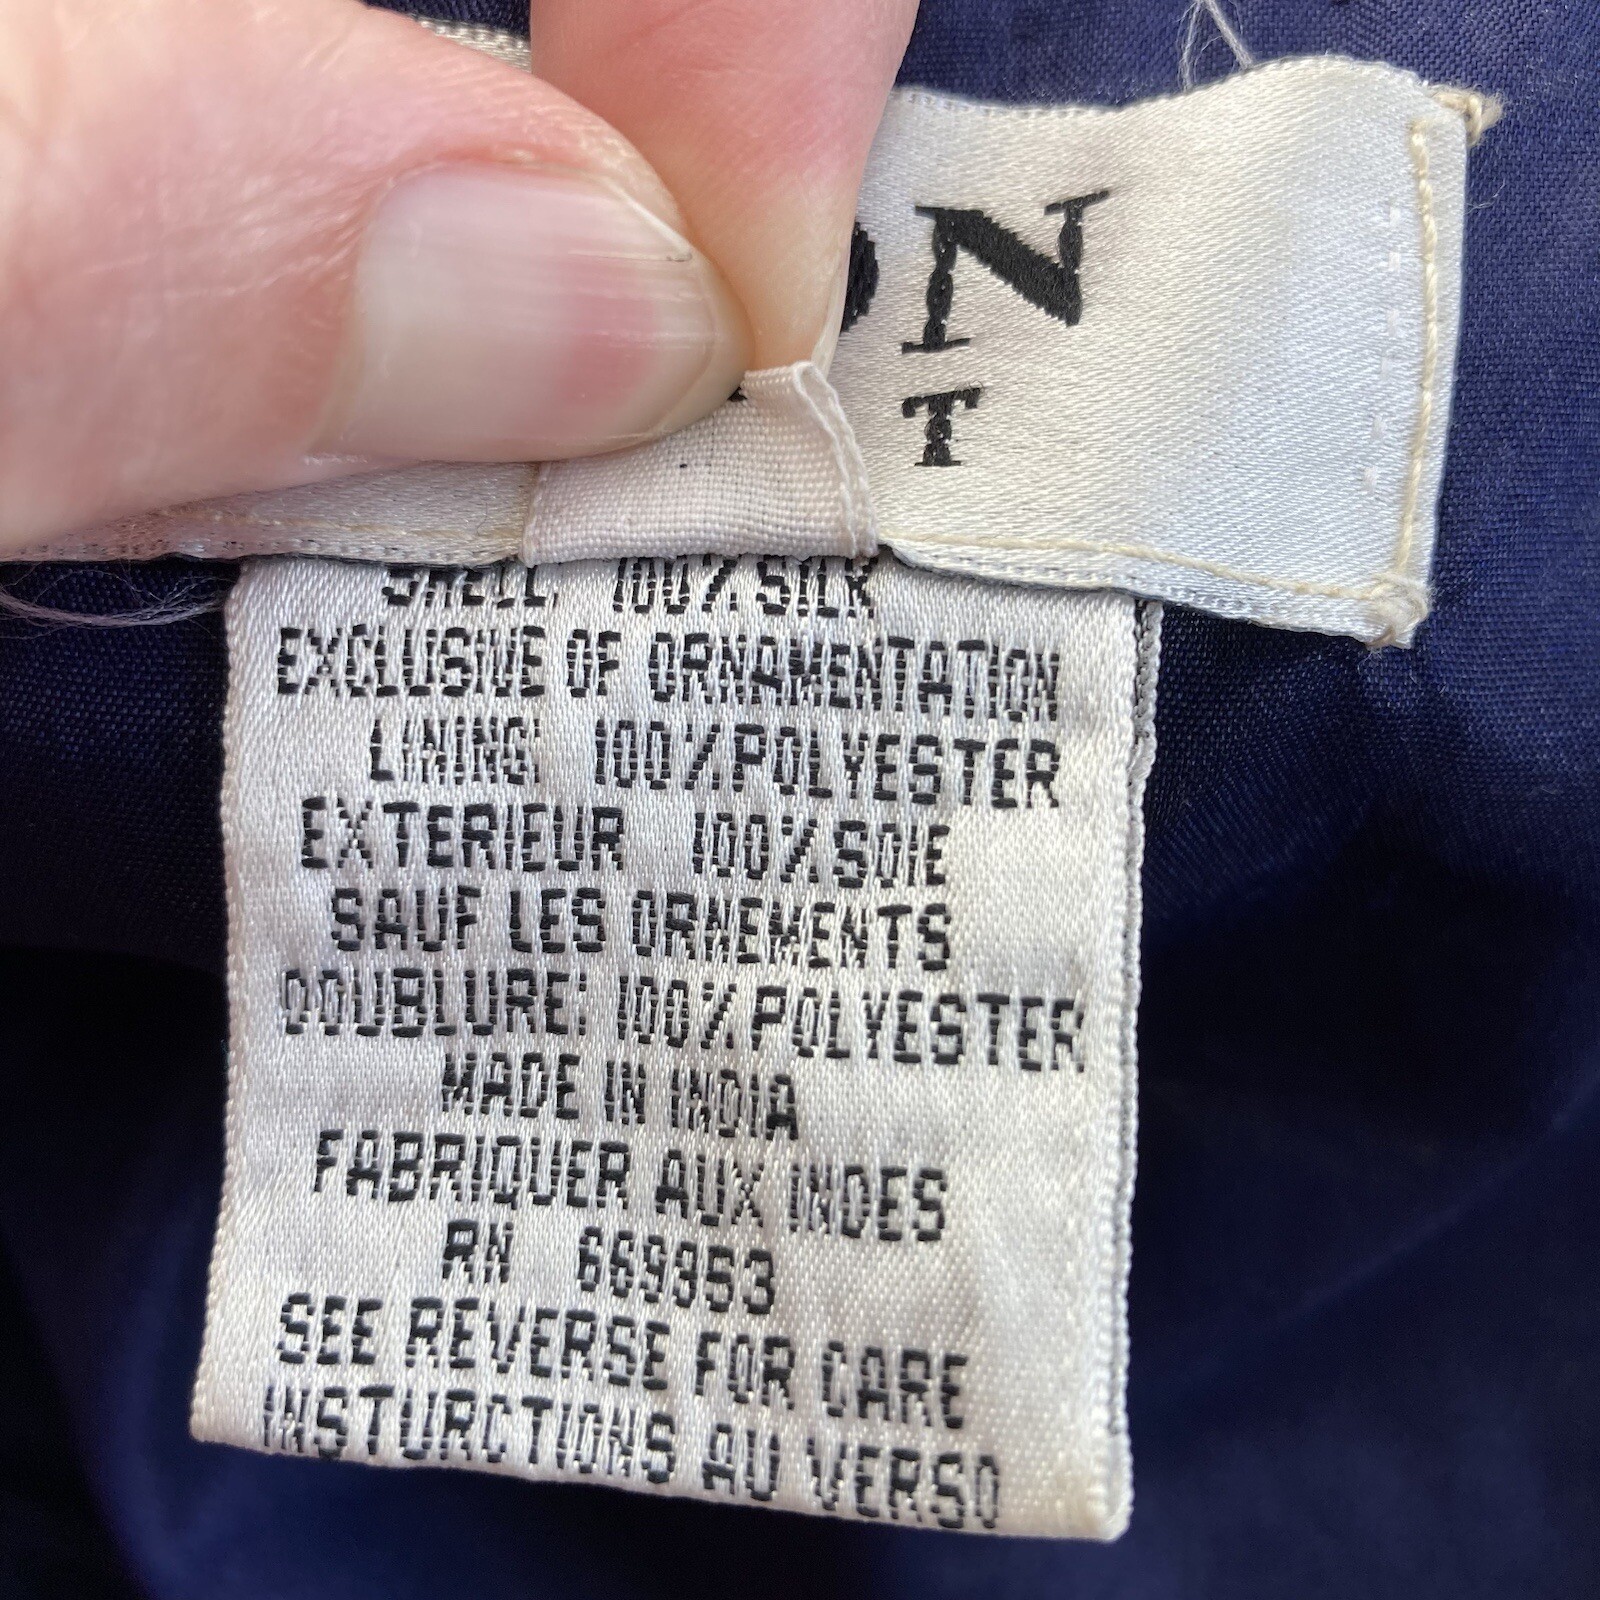 ON
T
SHELL: 100% SILK
EXCLUSIVE OF ORNAMENTATION
LINING: 100% POLYESTER
EXTERIEUR 100% SOIE
SAUF LES ORNEMENTS
DOUBLURE: 100% POLYESTER
MADE IN INDIA
FABRIQUER AUX INDES
RN 669353
SEE REVERSE FOR CARE
INSTURCTIONS AU VERSO